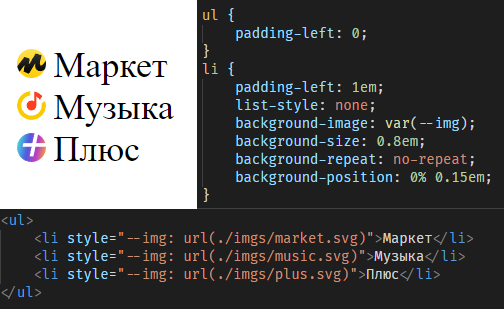 Маркет
Музыка
Плюс
ul {
    padding-left: 0;
}
li {
    padding-left: 1em;
    list-style: none;
    background-image: var(--img);
    background-size: 0.8em;
    background-repeat: no-repeat;
    background-position: 0% 0.15em;
}
<ul>
    <li style="--img: url(./imgs/market.svg)">Маркет</li>
    <li style="--img: url(./imgs/music.svg)">Музыка</li>
    <li style="--img: url(./imgs/plus.svg)">Плюс</li>
</ul>